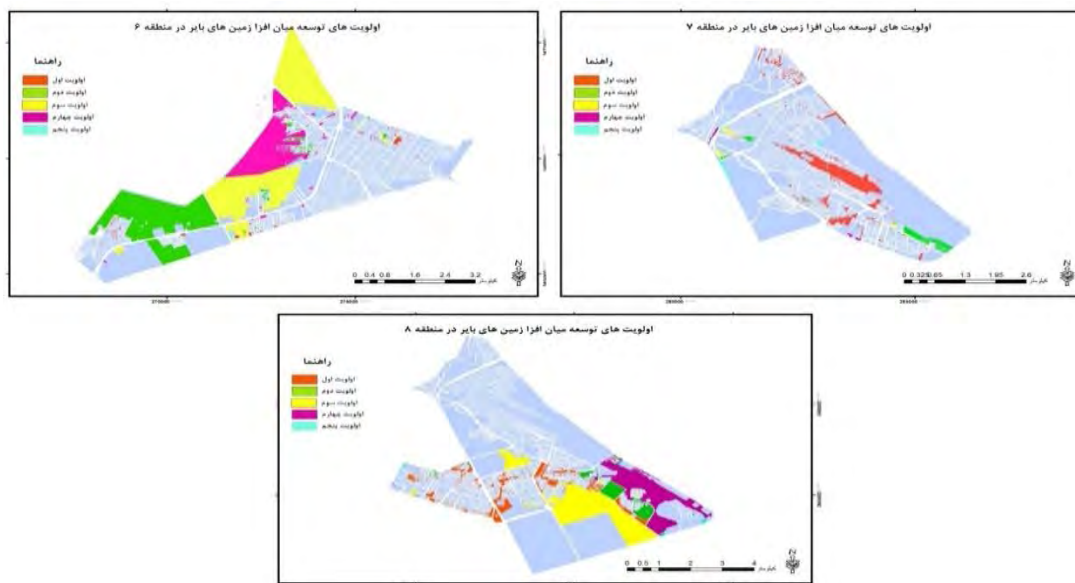 اولویت های توسعه میان افزا زمین های بایر در منطقه ۶
راهنما
اولویت اول
اولویت دوم
اولویت سوم
اولویت چهارم
اولویت پنجم
N
0 0.4 0.8 1.6 2.4 3.2
کیلومتر
اولویت های توسعه میان افزا زمین های بایر در منطقه ۷
راهنما
اولویت اول
اولویت دوم
اولویت سوم
اولویت چهارم
اولویت پنجم
N
0 0.325 0.65 1.3 1.95 2.6
کیلومتر
اولویت های توسعه میان افزا زمین های بایر در منطقه ۸
راهنما
اولویت اول
اولویت دوم
اولویت سوم
اولویت چهارم
اولویت پنجم
N
0 0.5 1 2 3 4
کیلومتر